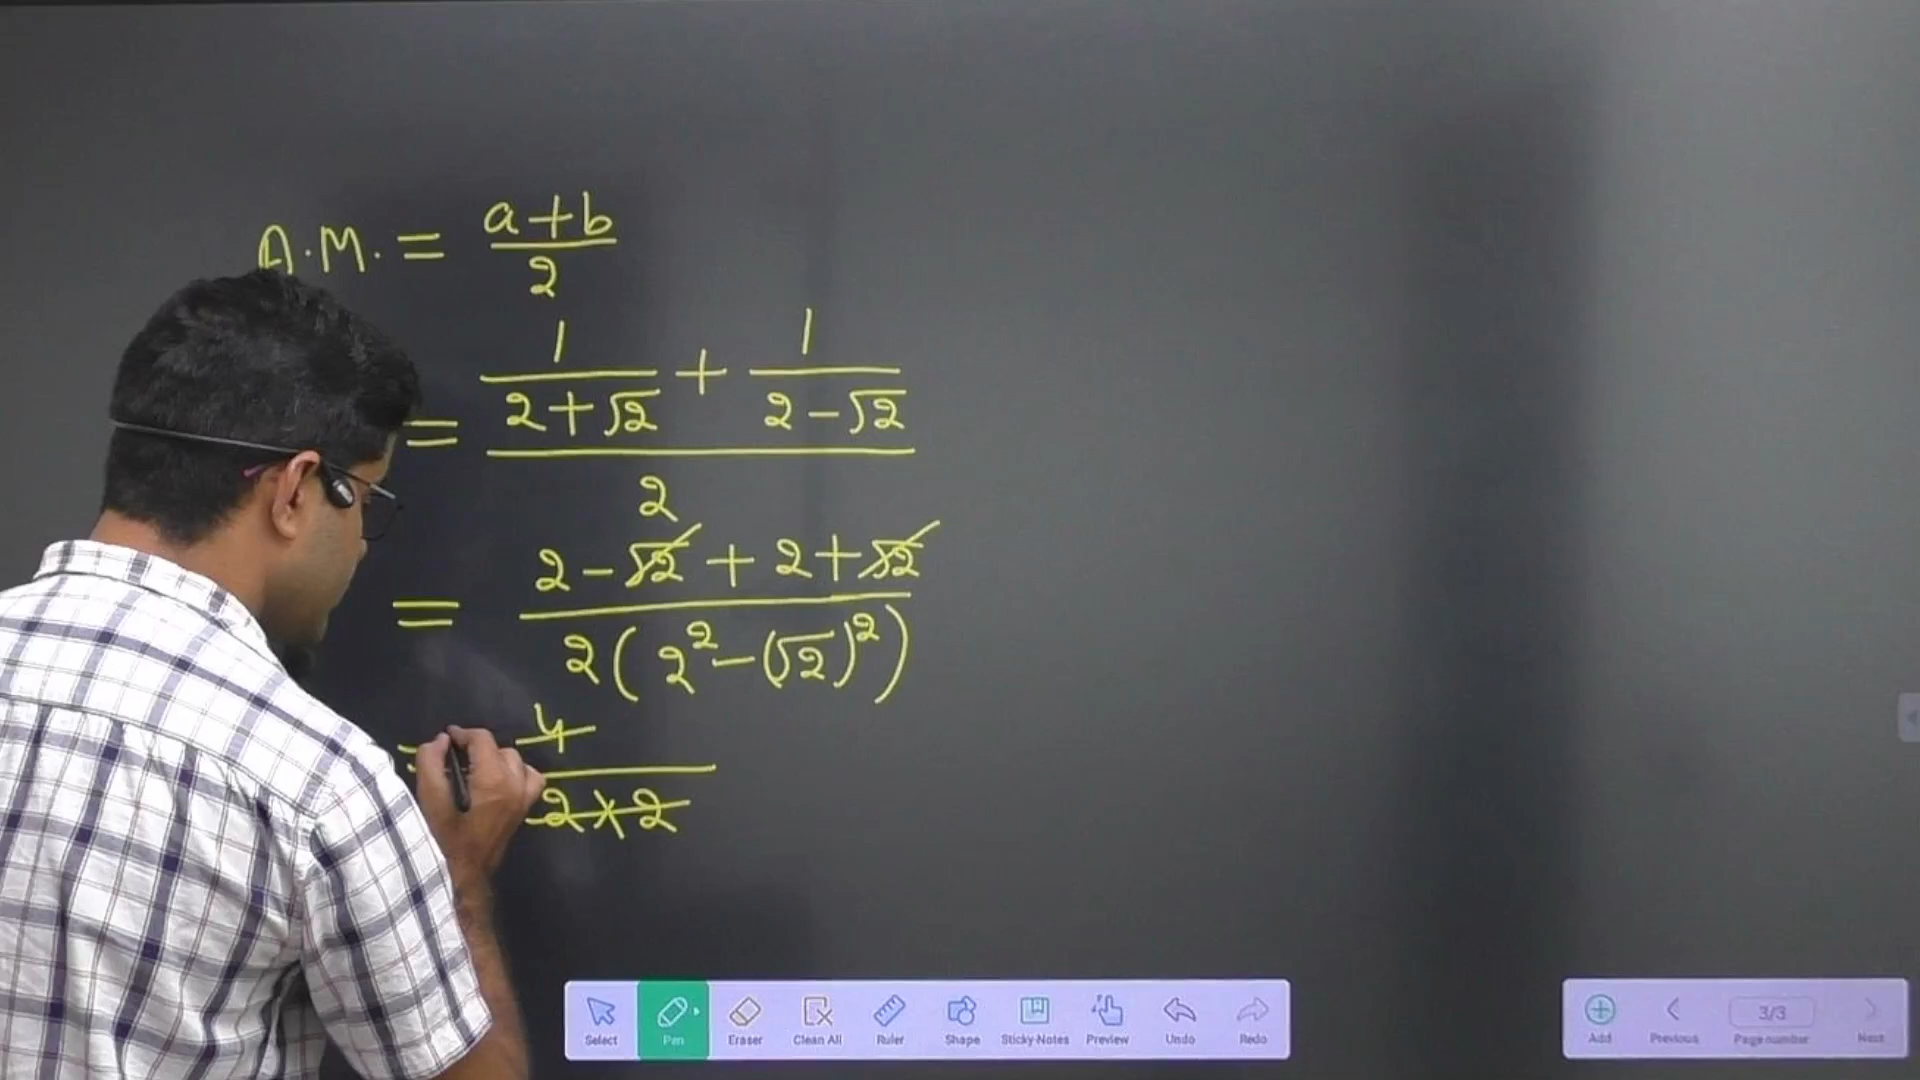 A.M. = a+b
2
1 1
= 2+√2 + 2-√2
2
= 2-√2 + 2+√2
2(2²-(√2)²)
= 4
2×2
Select Pen Eraser Clean All Ruler Shape Sticky Notes Preview Undo Redo
3/3
Add Previous Page number Next